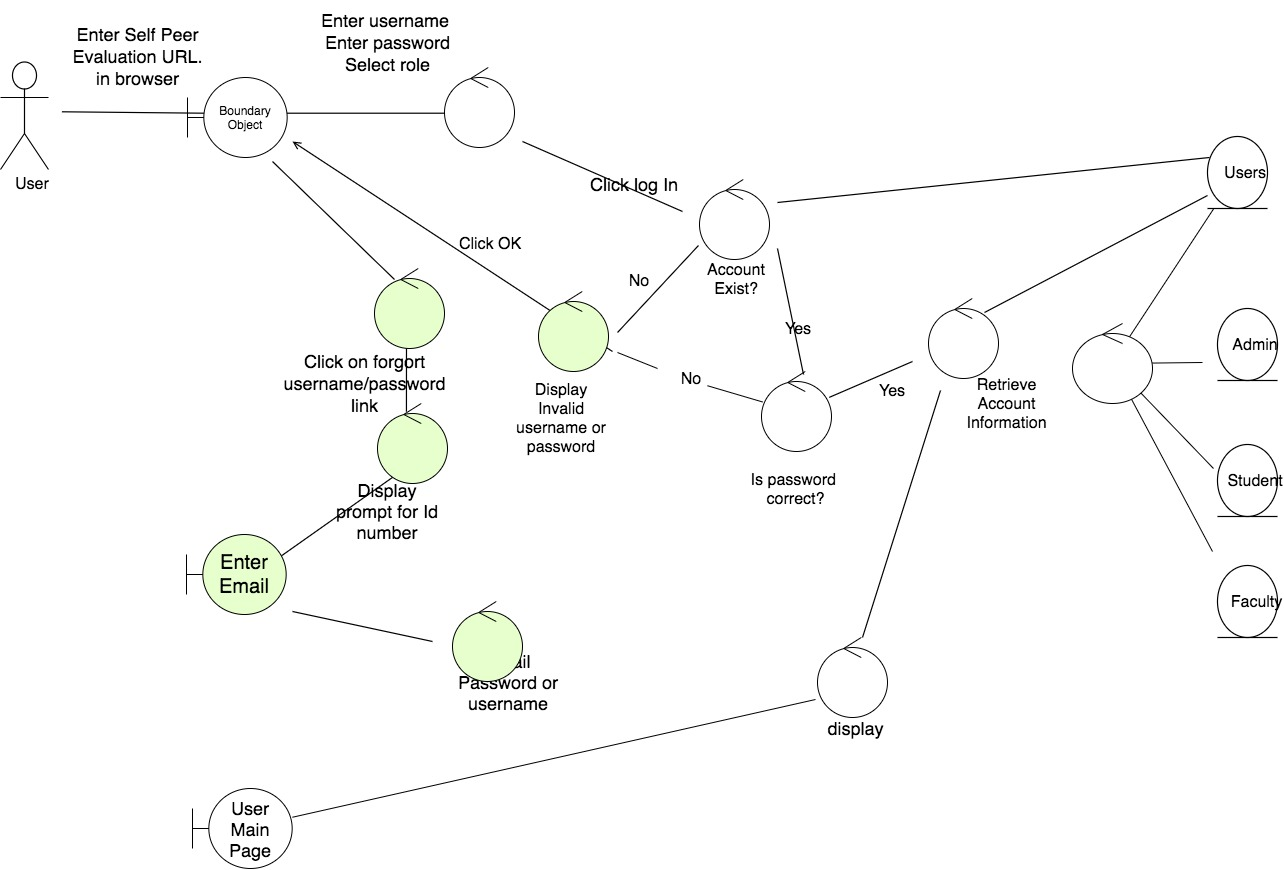 Enter Self Peer
Evaluation URL.
in browser
Enter username
Enter password
Select role
Boundary
Object
User
Click log In
Users
Click OK
Account
Exist?
No
Yes
Admin
Click on forgort
username/password
link
Display
Invalid
username or
password
No
Yes
Retrieve
Account
Information
Is password
correct?
Student
Display
prompt for Id
number
Enter
Email
Faculty
Password or
username
display
User
Main
Page